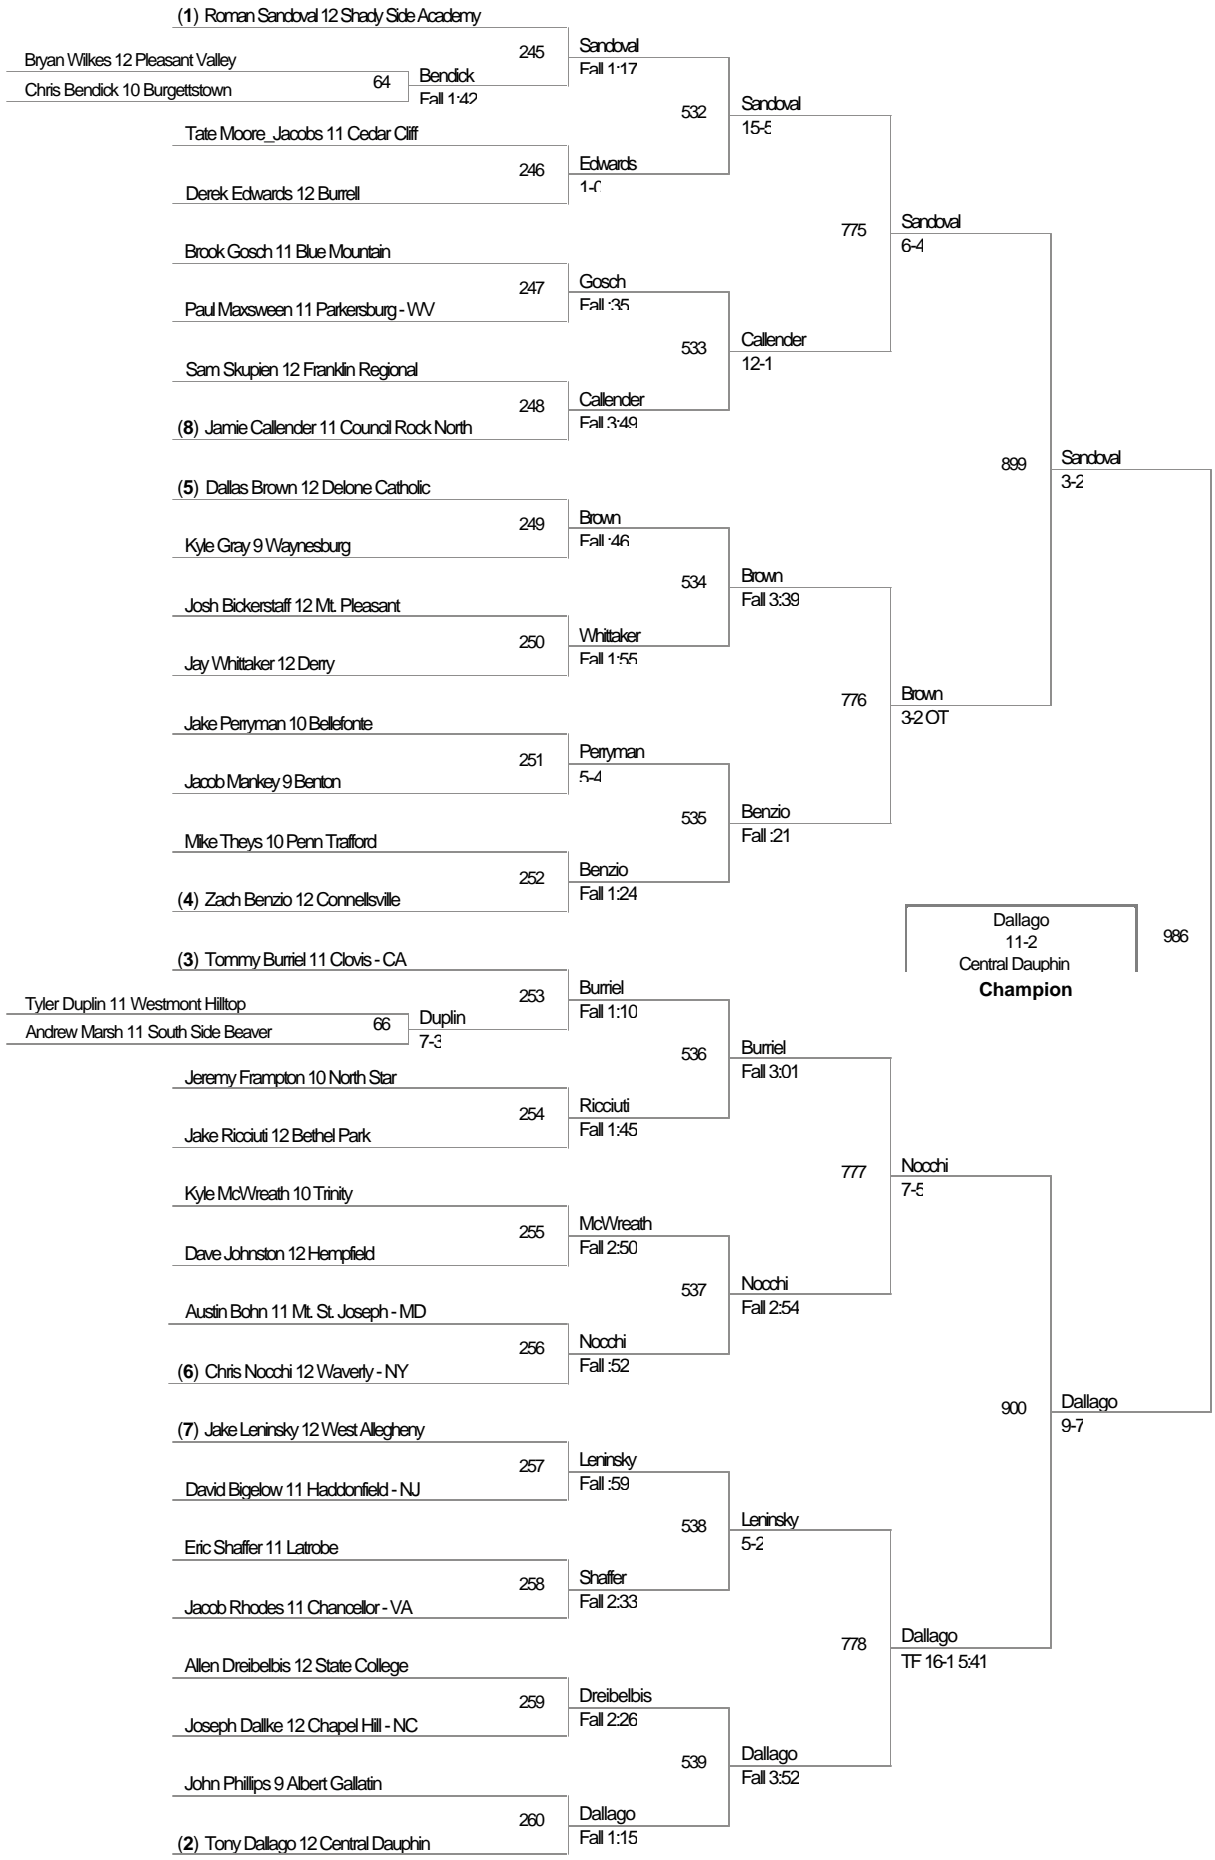 (1) Roman Sandoval 12 Shady Side Academy
245
Sandoval
Fall 1:17
Bryan Wilkes 12 Pleasant Valley
64
Bendick
Fall 1:42
Chris Bendick 10 Burgettstown
532
Sandoval
15-5
Tate Moore_Jacobs 11 Cedar Cliff
246
Edwards
1-0
Derek Edwards 12 Burrell
775
Sandoval
6-4
Brook Gosch 11 Blue Mountain
247
Gosch
Fall :35
Paul Maxsween 11 Parkersburg - WV
533
Callender
12-1
Sam Skupien 12 Franklin Regional
248
Callender
Fall 3:49
(8) Jamie Callender 11 Council Rock North
899
Sandoval
3-2
(5) Dallas Brown 12 Delone Catholic
249
Brown
Fall :46
Kyle Gray 9 Waynesburg
534
Brown
Fall 3:39
Josh Bickerstaff 12 Mt. Pleasant
250
Whittaker
Fall 1:55
Jay Whittaker 12 Derry
776
Brown
3-2 OT
Jake Perryman 10 Bellefonte
251
Perryman
5-4
Jacob Mankey 9 Benton
535
Benzio
Fall :21
Mike Theys 10 Penn Trafford
252
Benzio
Fall 1:24
(4) Zach Benzio 12 Connellsville
Dallago
11-2
Central Dauphin
Champion
986
(3) Tommy Burriel 11 Clovis - CA
253
Burriel
Fall 1:10
Tyler Duplin 11 Westmont Hilltop
66
Duplin
7-3
Andrew Marsh 11 South Side Beaver
536
Burriel
Fall 3:01
Jeremy Frampton 10 North Star
254
Ricciuti
Fall 1:45
Jake Ricciuti 12 Bethel Park
777
Nocchi
7-5
Kyle McWreath 10 Trinity
255
McWreath
Fall 2:50
Dave Johnston 12 Hempfield
537
Nocchi
Fall 2:54
Austin Bohn 11 Mt. St. Joseph - MD
256
Nocchi
Fall :52
(6) Chris Nocchi 12 Waverly - NY
900
Dallago
9-7
(7) Jake Leninsky 12 West Allegheny
257
Leninsky
Fall :59
David Bigelow 11 Haddonfield - NJ
538
Leninsky
5-2
Eric Shaffer 11 Latrobe
258
Shaffer
Fall 2:33
Jacob Rhodes 11 Chancellor - VA
778
Dallago
TF 16-1 5:41
Allen Dreibelbis 12 State College
259
Dreibelbis
Fall 2:26
Joseph Dallke 12 Chapel Hill - NC
539
Dallago
Fall 3:52
John Phillips 9 Albert Gallatin
260
Dallago
Fall 1:15
(2) Tony Dallago 12 Central Dauphin